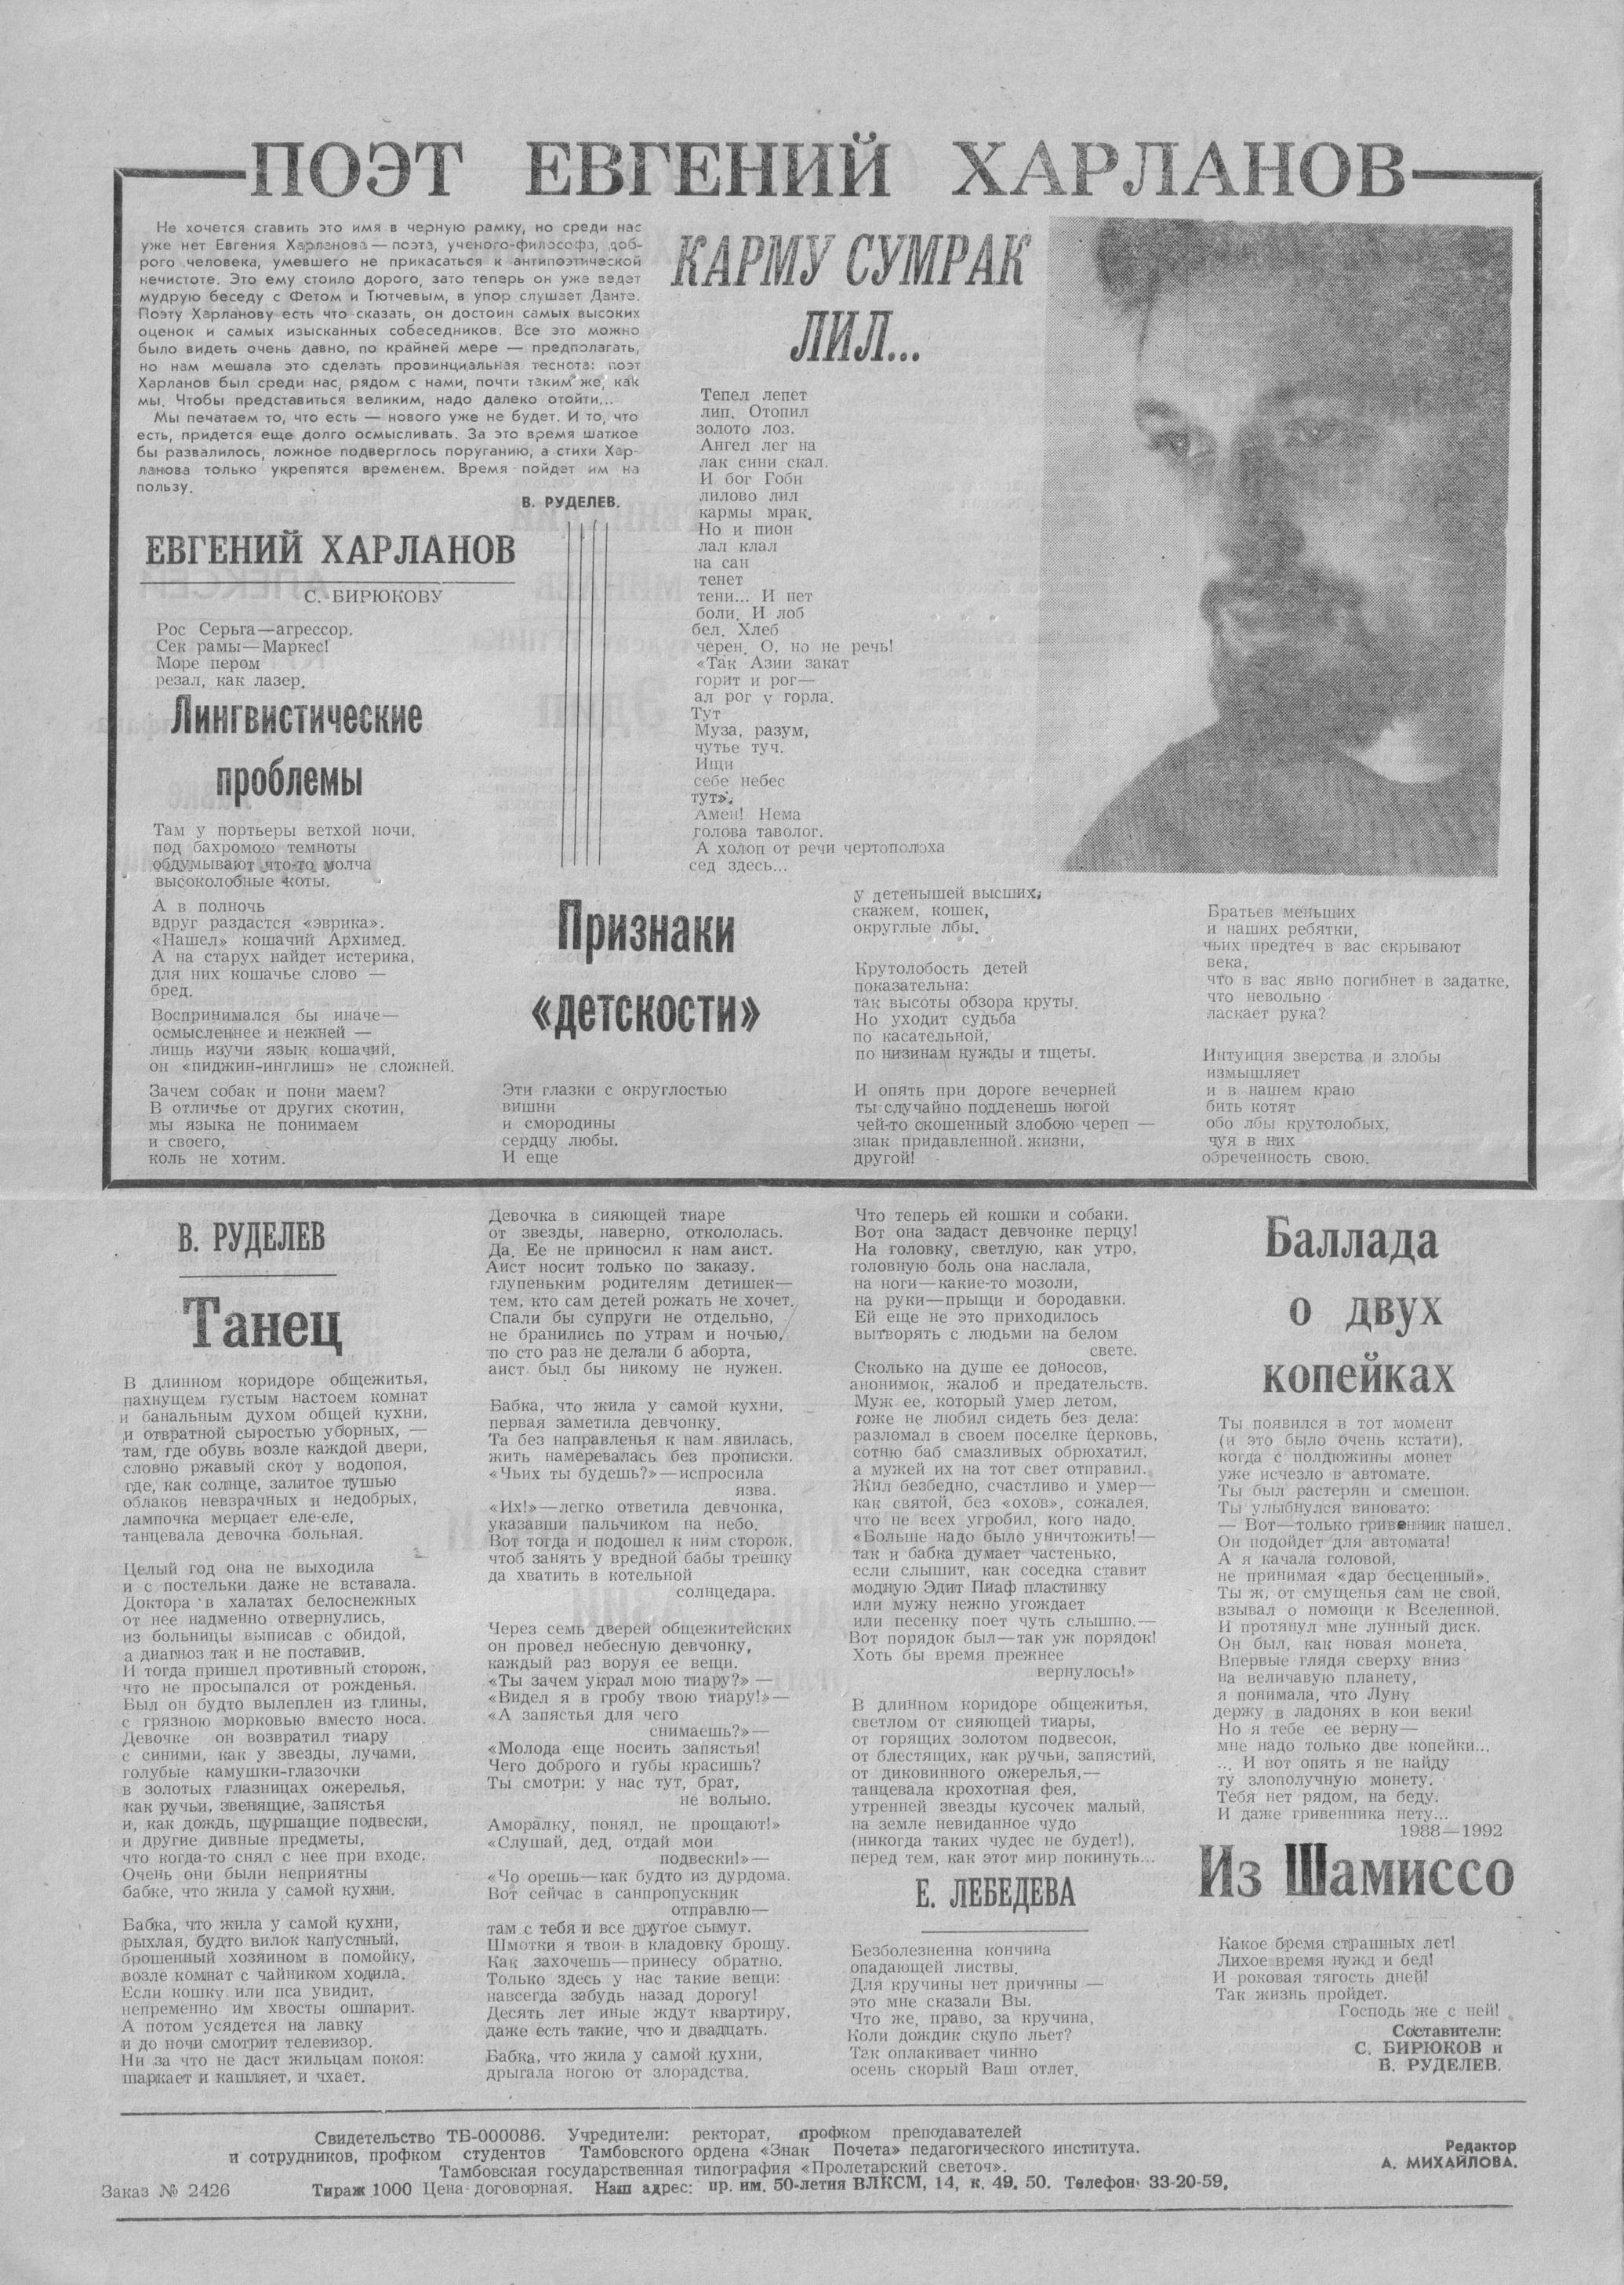 ПОЭТ ЕВГЕНИЙ ХАРЛАНОВ
Не хочется ставить это имя в черную рамку, но среди нас
уже нет Евгения Харланова — поэта, ученого-философа, доб-
рого человека, умевшего не прикасаться к антипоэтической
нечистоте. Это ему стоило дорого, зато теперь он уже ведет
мудрую беседу с Фетом и Тютчевым, в упор слушает Данте.
Поэту Харланову есть что сказать, он достоин самых высоких
оценок и самых изысканных собеседников. Все это можно
было видеть очень давно, по крайней мере — предполагать,
но нам мешала это сделать провинциальная теснота: поэт
Харланов был среди нас, рядом с нами, почти таким же, как
мы. Чтобы представиться великим, надо далеко отойти...
Мы печатаем то, что есть — нового уже не будет. И то, что
есть, придется еще долго осмысливать. За это время шаткое
бы развалилось, ложное подверглось поруганию, а стихи Хар-
ланова только укрепятся временем. Время пойдет им на
пользу.
В. РУДЕЛЕВ.
ЕВГЕНИЙ ХАРЛАНОВ
С. БИРЮКОВУ
Рос Серьга—агрессор.
Сек рамы—Маркес!
Море пером
резал, как лазер.
Лингвистические
проблемы
Там у портьеры ветхой ночи,
под бахромою темноты
обдумывают что-то молча
высоколобные коты.
А в полночь
вдруг раздастся «эврика».
«Нашел» кошачий Архимед.
А на старух найдет истерика,
для них кошачье слово —
бред.
Воспринимался бы иначе—
осмысленнее и нежней —
лишь изучи язык кошачий,
он «пиджин-инглиш» не сложней.
Зачем собак и пони маем?
В отличье от других скотин,
мы языка не понимаем
и своего,
коль не хотим.
КАРМУ СУМРАК
ЛИЛ...
Тепел лепет
лип. Отопил
золото лоз.
Ангел лег на
лак сини скал.
И бог Гоби
лилово лил
кармы мрак.
Но и пион
лал клал
на сан
тенет
тени... И нет
боли. И лоб
бел. Хлеб
черен. О, но не речь!
«Так Азии закат
горит и рог—
ал рог у горла.
Тут
Муза, разум,
чутье туч.
Ищи
себе небес
тут».
Амен! Нема
голова таволог.
А холоп от речи чертополоха
сед здесь...
Признаки
«детскости»
Эти глазки с округлостью
вишни
и смородины
сердцу любы.
И еще
у детенышей высших,
скажем, кошек,
округлые лбы.
Крутолобость детей
показательна:
так высоты обзора круты.
Но уходит судьба
по касательной,
по низинам нужды и тщеты.
И опять при дороге вечерней
ты случайно подденешь ногой
чей-то скошенный злобою череп —
знак придавленной жизни,
другой!
Братьев меньших
и наших ребятки,
чьих предтеч в вас скрывают
века,
что в вас явно погибнет в задатке,
что невольно
ласкает рука?
Интуиция зверства и злобы
измышляет
и в нашем краю
бить котят
обо лбы крутолобых,
чуя в них
обреченность свою.
В. РУДЕЛЕВ
Танец
В длинном коридоре общежитья,
пахнущем густым настоем комнат
и банальным духом общей кухни,
и отвратной сыростью уборных, —
там, где обувь возле каждой двери,
словно ржавый скот у водопоя,
где, как солнце, залитое тушью
облаков невзрачных и недобрых,
лампочка мерцает еле-еле,
танцевала девочка больная.
Целый год она не выходила
и с постельки даже не вставала.
Доктора в халатах белоснежных
от нее надменно отвернулись,
из больницы выписав с обидой,
а диагноз так и не поставив.
И тогда пришел противный сторож,
что не просыпался от рожденья.
Был он будто вылеплен из глины,
с грязною морковью вместо носа.
Девочке он возвратил тиару
с синими, как у звезды, лучами,
голубые камушки-глазочки
в золотых глазницах ожерелья,
как ручьи, звенящие, запястья
и, как дождь, шуршащие подвески,
и другие дивные предметы,
что когда-то снял с нее при входе.
Очень они были неприятны
бабке, что жила у самой кухни.
Бабка, что жила у самой кухни,
рыхлая, будто вилок капустный,
брошенный хозяином в помойку,
возле комнат с чайником ходила.
Если кошку или пса увидит,
непременно им хвосты ошпарит.
А потом усядется на лавку
и до ночи смотрит телевизор.
Ни за что не даст жильцам покоя:
шаркает и кашляет, и чхает.
Девочка в сияющей тиаре
от звезды, наверно, откололась.
Да. Ее не приносил к нам аист.
Аист носит только по заказу.
глупеньким родителям детишек—
тем, кто сам детей рожать не хочет.
Спали бы супруги не отдельно,
не бранились по утрам и ночью,
по сто раз не делали б аборта,
аист был бы никому не нужен.
Бабка, что жила у самой кухни,
первая заметила девчонку.
Та без направленья к нам явилась,
жить намеревалась без прописки.
«Чьих ты будешь?»—испросила
язва.
«Их!»—легко ответила девчонка,
указавши пальчиком на небо.
Вот тогда и подошел к ним сторож,
чтоб занять у вредной бабы трешку
да хватить в котельной
солнцедара.
Через семь дверей общежитейских
он провел небесную девчонку,
каждый раз воруя ее вещи.
«Ты зачем украл мою тиару?» —
«Видел я в гробу твою тиару!»—
«А запястья для чего
снимаешь?»—
«Молода еще носить запястья!
Чего доброго и губы красишь?
Ты смотри: у нас тут, брат,
не вольно.
Аморалку, понял, не прощают!»
«Слушай, дед, отдай мои
подвески!»—
«Чо орешь—как будто из дурдома.
Вот сейчас в санпропускник
отправлю—
там с тебя и все другое сымут.
Шмотки я твои в кладовку брошу.
Как захочешь—принесу обратно.
Только здесь у нас такие вещи:
навсегда забудь назад дорогу!
Десять лет иные ждут квартиру,
даже есть такие, что и двадцать.
Бабка, что жила у самой кухни,
дрыгала ногою от злорадства.
Что теперь ей кошки и собаки.
Вот она задаст девчонке перцу!
На головку, светлую, как утро,
головную боль она наслала,
на ноги—какие-то мозоли,
на руки—прыщи и бородавки.
Ей еще не это приходилось
вытворять с людьми на белом
свете.
Сколько на душе ее доносов,
анонимок, жалоб и предательств.
Муж ее, который умер летом,
тоже не любил сидеть без дела:
разломал в своем поселке церковь,
сотню баб смазливых обрюхатил,
а мужей их на тот свет отправил.
Жил безбедно, счастливо и умер—
как святой, без «охов», сожалея,
что не всех угробил, кого надо.
«Больше надо было уничтожить!—
так и бабка думает частенько,
если слышит, как соседка ставит
модную Эдит Пиаф пластинку
или мужу нежно угождает
или песенку поет чуть слышно.—
Вот порядок был—так уж порядок!
Хоть бы время прежнее
вернулось!»
В длинном коридоре общежитья,
светлом от сияющей тиары,
от горящих золотом подвесок,
от блестящих, как ручьи, запястий,
от диковинного ожерелья,—
танцевала крохотная фея,
утренней звезды кусочек малый,
на земле невиданное чудо
(никогда таких чудес не будет!),
перед тем, как этот мир покинуть...
Е. ЛЕБЕДЕВА
Безболезненна кончина
опадающей листвы.
Для кручины нет причины —
это мне сказали Вы.
Что же, право, за кручина,
Коли дождик скупо льет?
Так оплакивает чинно
осень скорый Ваш отлет.
Баллада
о двух
копейках
Ты появился в тот момент
(и это было очень кстати),
когда с полдюжины монет
уже исчезло в автомате.
Ты был растерян и смешон.
Ты улыбнулся виновато:
— Вот—только гривенник нашел.
Он подойдет для автомата!
А я качала головой,
не принимая «дар бесценный».
Ты ж, от смущенья сам не свой,
взывал о помощи к Вселенной.
И протянул мне лунный диск.
Он был, как новая монета.
Впервые глядя сверху вниз
на величавую планету,
я понимала, что Луну
держу в ладонях в кои веки!
Но я тебе ее верну—
мне надо только две копейки...
... И вот опять я не найду
ту злополучную монету.
Тебя нет рядом, на беду.
И даже гривенника нету...
1988—1992
Из Шамиссо
Какое бремя страшных лет!
Лихое время нужд и бед!
И роковая тягость дней!
Так жизнь пройдет.
Господь же с ней!
Составители:
С. БИРЮКОВ и
В. РУДЕЛЕВ.
Свидетельство ТБ-000086. Учредители: ректорат, профком преподавателей
и сотрудников, профком студентов Тамбовского ордена «Знак Почета» педагогического института.
Тамбовская государственная типография «Пролетарский светоч».
Заказ № 2426 Тираж 1000 Цена договорная. Наш адрес: пр. им. 50-летия ВЛКСМ, 14, к. 49, 50. Телефон: 33-20-59.
Редактор
А. МИХАЙЛОВА.